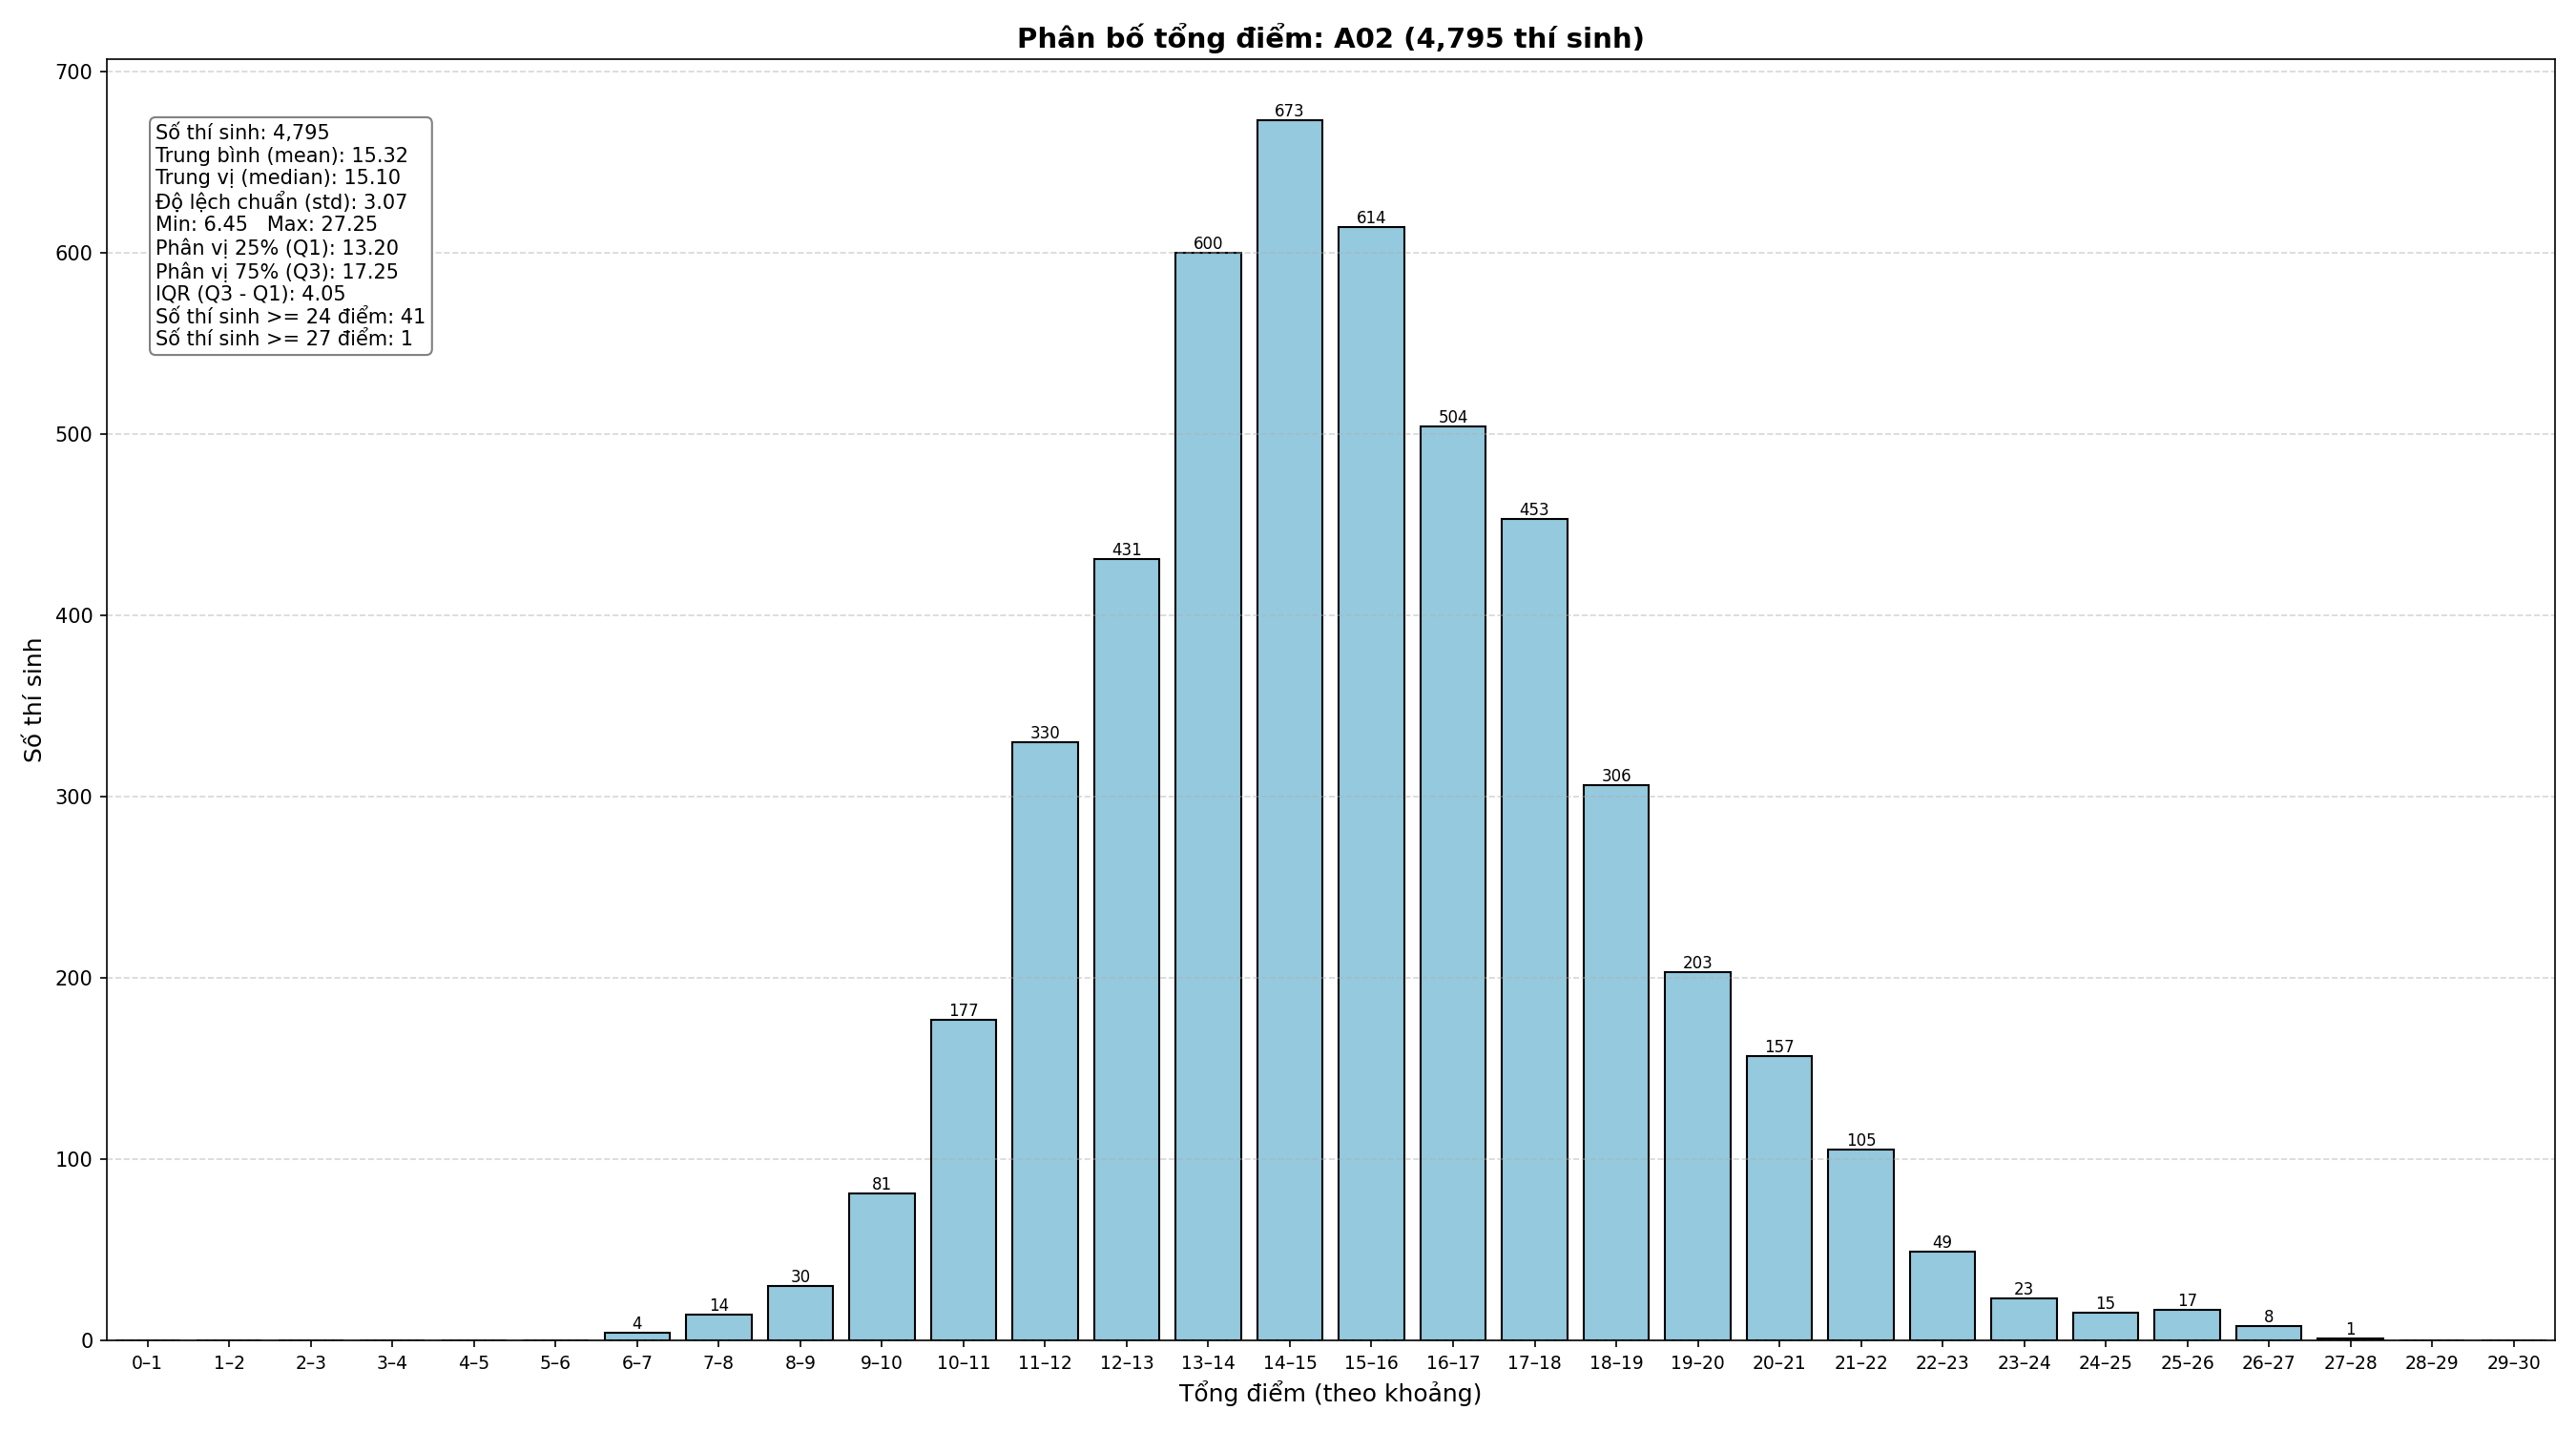 Phân bố tổng điểm: A02 (4,795 thí sinh)
700
600
500
400
300
200
100
0
Số thí sinh
Số thí sinh: 4,795
Trung bình (mean): 15.32
Trung vị (median): 15.10
Độ lệch chuẩn (std): 3.07
Min: 6.45   Max: 27.25
Phân vị 25% (Q1): 13.20
Phân vị 75% (Q3): 17.25
IQR (Q3 - Q1): 4.05
Số thí sinh >= 24 điểm: 41
Số thí sinh >= 27 điểm: 1
4 14 30 81 177 330 431 600 673 614 504 453 306 203 157 105 49 23 15 17 8 1
0–1 1–2 2–3 3–4 4–5 5–6 6–7 7–8 8–9 9–10 10–11 11–12 12–13 13–14 14–15 15–16 16–17 17–18 18–19 19–20 20–21 21–22 22–23 23–24 24–25 25–26 26–27 27–28 28–29 29–30
Tổng điểm (theo khoảng)